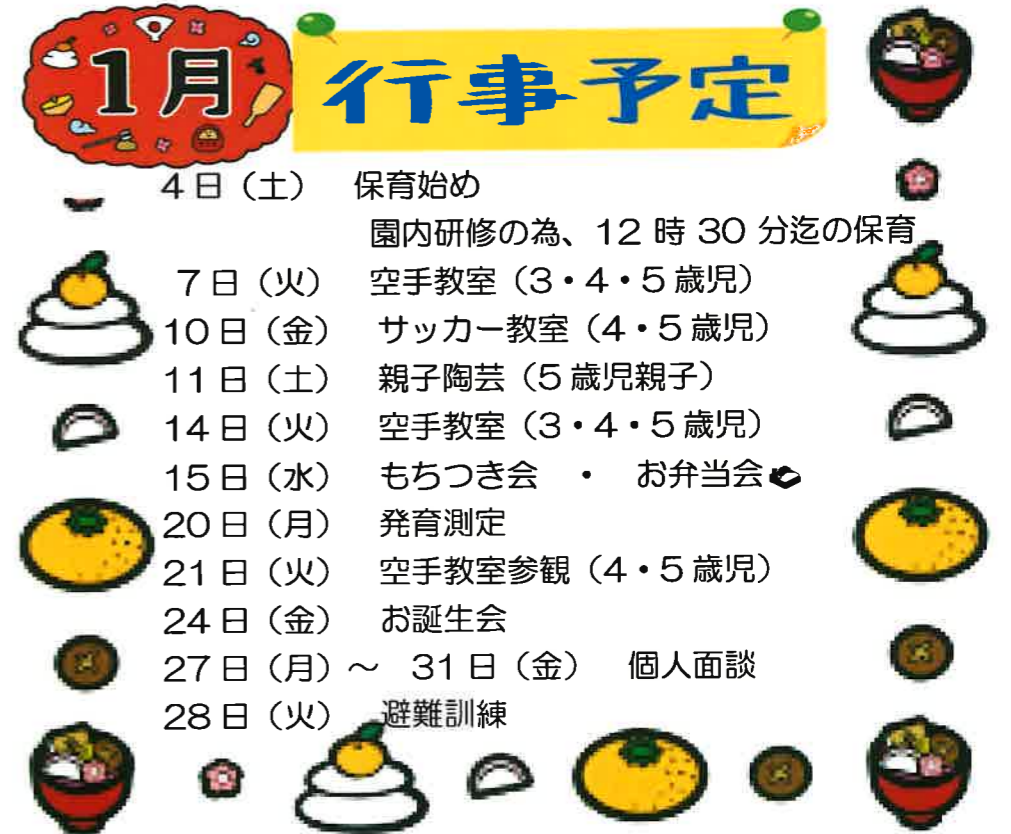 1月 行事予定
4日（土） 保育始め
園内研修の為、12時30分迄の保育
7日（火） 空手教室（3・4・5歳児）
10日（金） サッカー教室（4・5歳児）
11日（土） 親子陶芸（5歳児親子）
14日（火） 空手教室（3・4・5歳児）
15日（水） もちつき会 ・ お弁当会
20日（月） 発育測定
21日（火） 空手教室参観（4・5歳児）
24日（金） お誕生会
27日（月）～ 31日（金） 個人面談
28日（火） 避難訓練